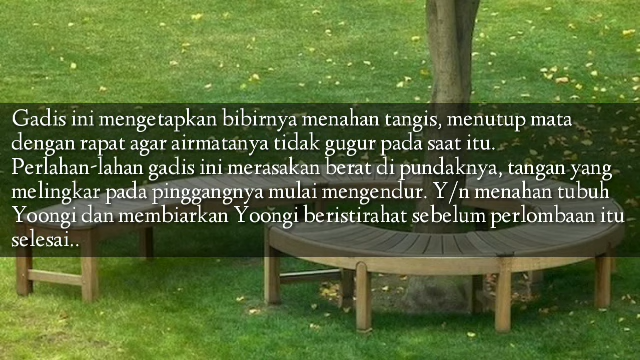 Gadis ini mengetapkan bibirnya menahan tangis, menutup mata
dengan rapat agar airmatanya tidak gugur pada saat itu.
Perlahan-lahan gadis ini merasakan berat di pundaknya, tangan yang
melingkar pada pinggangnya mulai mengendur. Y/n menahan tubuh
Yoongi dan membiarkan Yoongi beristirahat sebelum perlombaan itu
selesai..